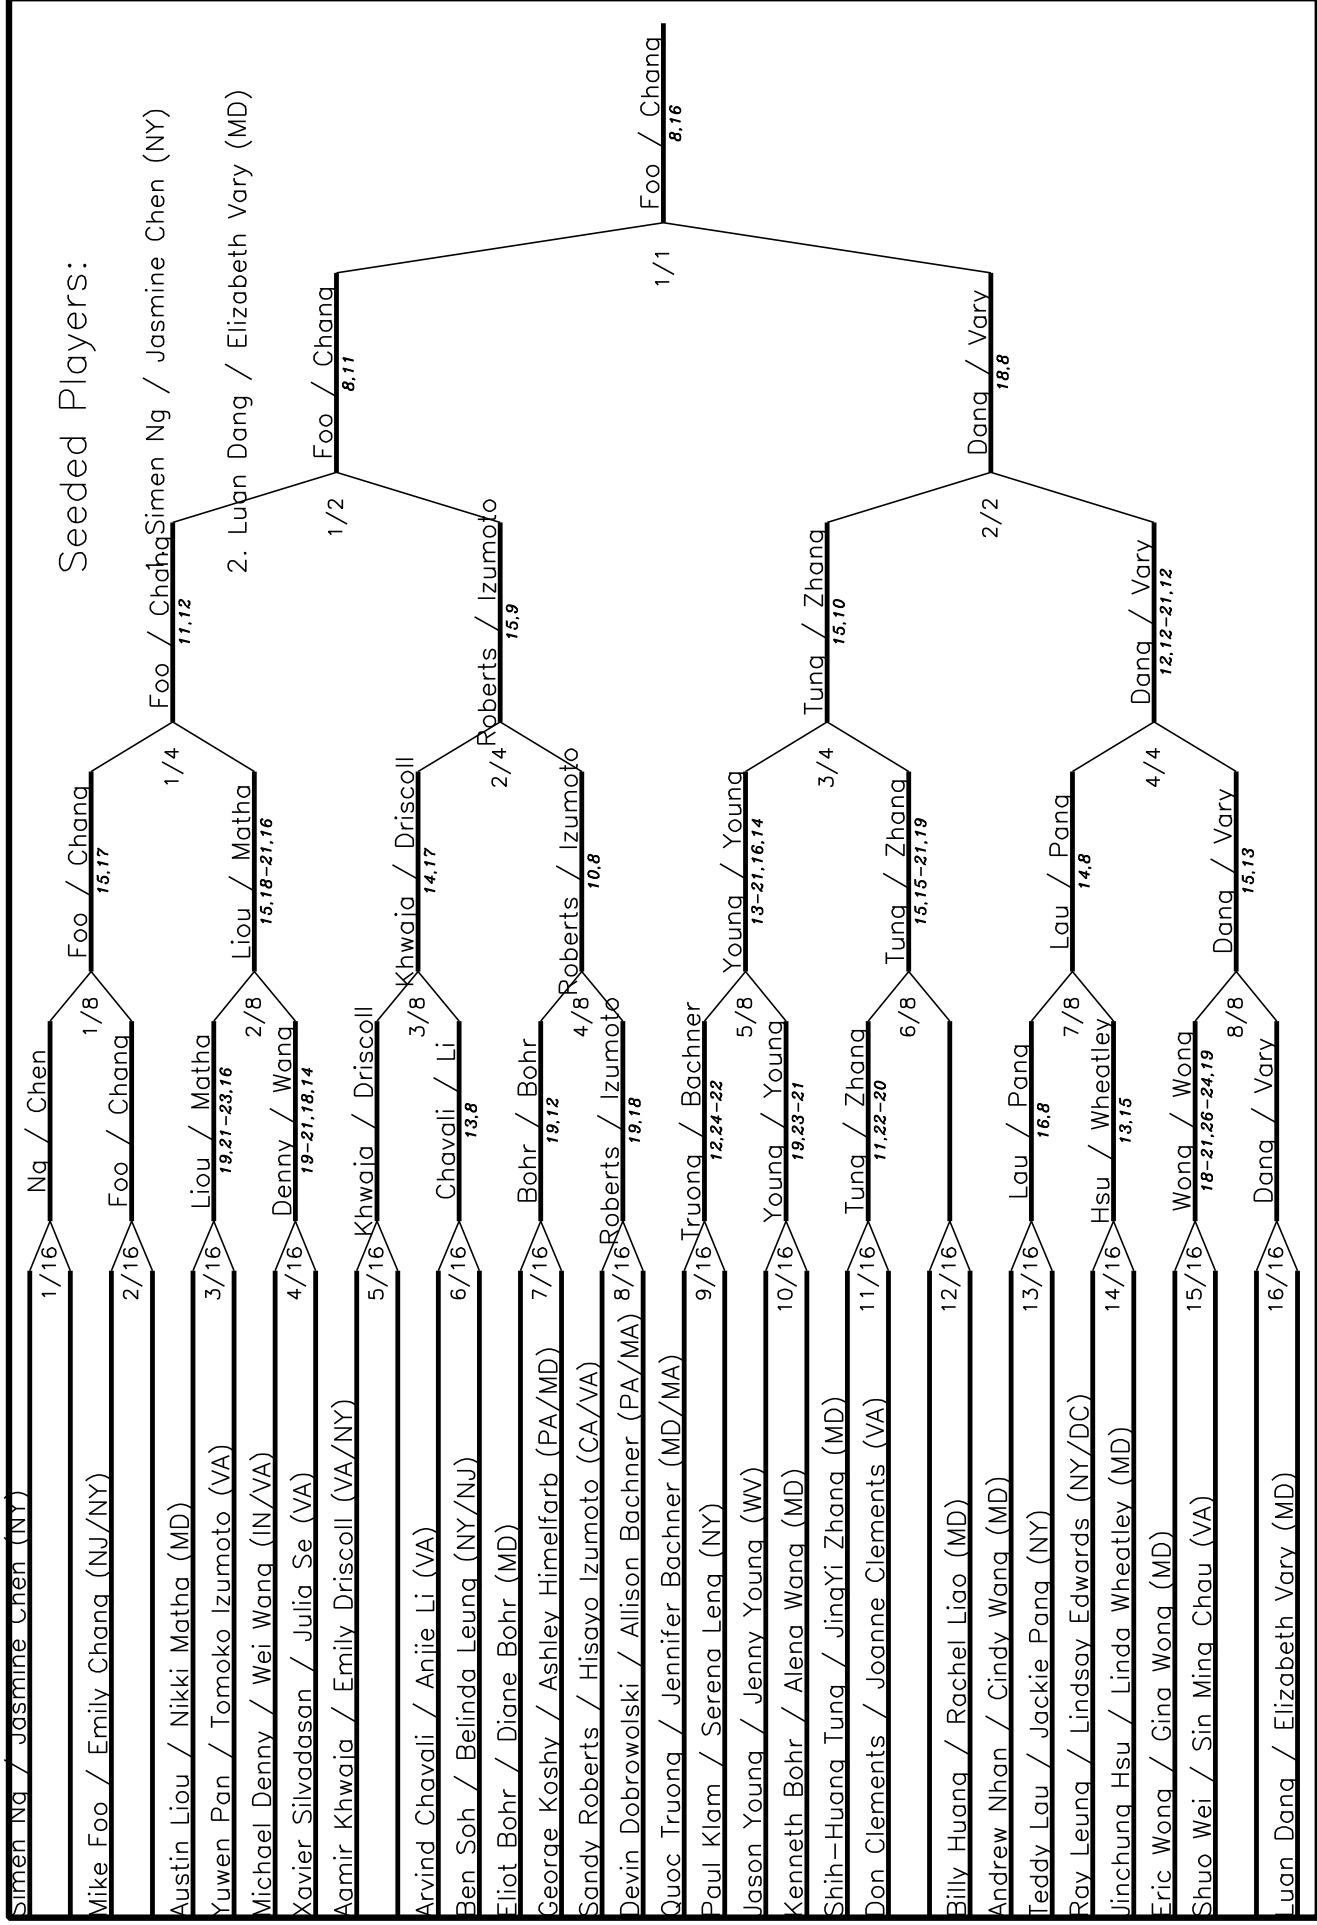 Seeded Players:
1. Simen Ng / Jasmine Chen (NY)
2. Luan Dang / Elizabeth Vary (MD)
Simen Ng / Jasmine Chen (NY)
Mike Foo / Emily Chang (NJ/NY)
Austin Liou / Nikki Matha (MD)
Yuwen Pan / Tomoko Izumoto (VA)
Michael Denny / Wei Wang (IN/VA)
Xavier Silvadasan / Julia Se (VA)
Aamir Khwaja / Emily Driscoll (VA/NY)
Arvind Chavali / Anjie Li (VA)
Ben Soh / Belinda Leung (NY/NJ)
Eliot Bohr / Diane Bohr (MD)
George Koshy / Ashley Himelfarb (PA/MD)
Sandy Roberts / Hisayo Izumoto (CA/VA)
Devin Dobrowolski / Allison Bachner (PA/MA)
Quoc Truong / Jennifer Bachner (MD/MA)
Paul Klam / Serena Leng (NY)
Jason Young / Jenny Young (WV)
Kenneth Bohr / Alena Wang (MD)
Shih-Huang Tung / JingYi Zhang (MD)
Don Clements / Joanne Clements (VA)
Billy Huang / Rachel Liao (MD)
Andrew Nhan / Cindy Wang (MD)
Teddy Lau / Jackie Pang (NY)
Ray Leung / Lindsay Edwards (NY/DC)
Jinchung Hsu / Linda Wheatley (MD)
Eric Wong / Gina Wong (MD)
Shuo Wei / Sin Ming Chau (VA)
Luan Dang / Elizabeth Vary (MD)
1/16
2/16
3/16
4/16
5/16
6/16
7/16
8/16
9/16
10/16
11/16
12/16
13/16
14/16
15/16
16/16
Ng / Chen
Foo / Chang
Liou / Matha
19,21-23,16
Denny / Wang
19-21,18,14
Khwaja / Driscoll
Chavali / Li
13,8
Bohr / Bohr
19,12
Roberts / Izumoto
19,18
Truong / Bachner
12,24-22
Young / Young
19,23-21
Tung / Zhang
11,22-20
Lau / Pang
16,8
Hsu / Wheatley
13,15
Wong / Wong
18-21,26-24,19
Dang / Vary
1/8
2/8
3/8
4/8
5/8
6/8
7/8
8/8
Foo / Chang
15,17
Liou / Matha
15,18-21,16
Khwaja / Driscoll
14,17
Roberts / Izumoto
10,8
Young / Young
13-21,16,14
Tung / Zhang
15,15-21,19
Lau / Pang
14,8
Dang / Vary
15,13
1/4
2/4
3/4
4/4
Foo / Chang
11,12
Roberts / Izumoto
15,9
Tung / Zhang
15,10
Dang / Vary
12,12-21,12
1/2
2/2
Foo / Chang
8,11
Dang / Vary
18,8
1/1
Foo / Chang
8,16